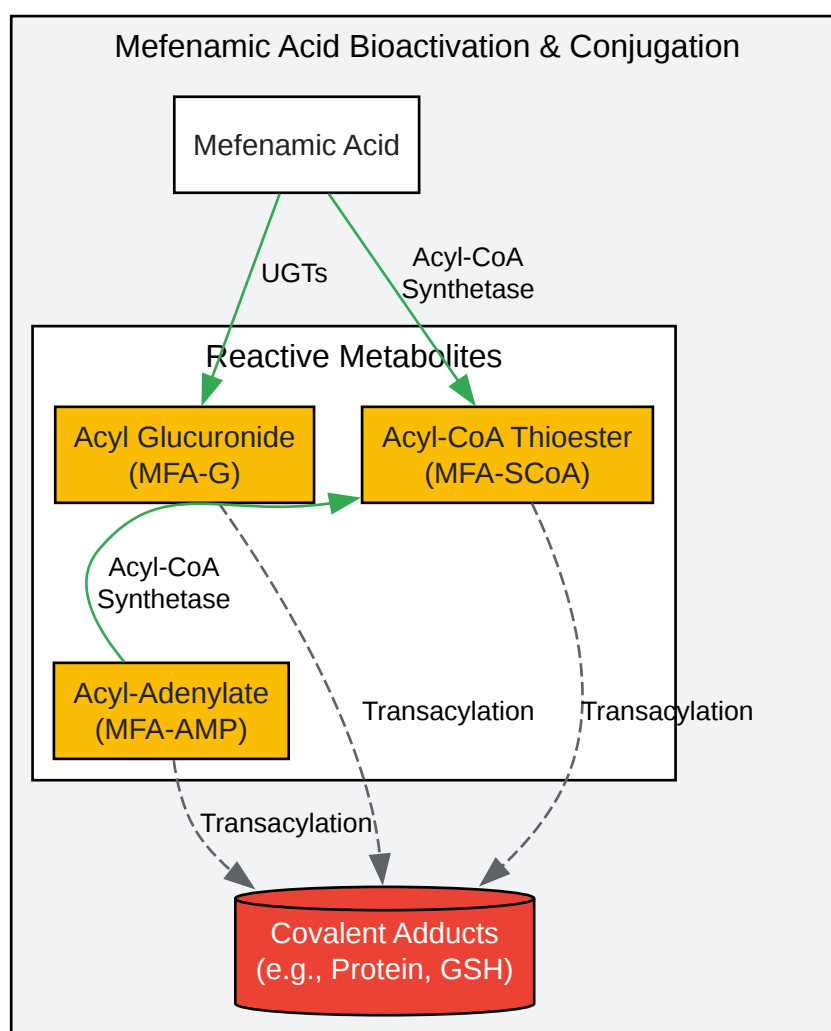 Mefenamic Acid Bioactivation & Conjugation
Mefenamic Acid
UGTs
Acyl-CoA
Synthetase
Reactive Metabolites
Acyl Glucuronide
(MFA-G)
Acyl-CoA Thioester
(MFA-SCoA)
Acyl-CoA
Synthetase
Acyl-Adenylate
(MFA-AMP)
Transacylation
Transacylation
Transacylation
Covalent Adducts
(e.g., Protein, GSH)